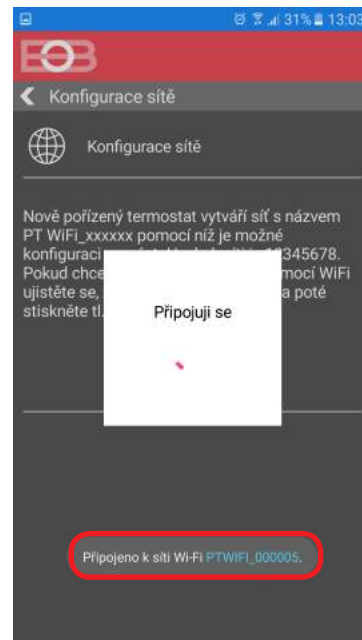 31% 13:03
EOB
Konfigurace sítě
Konfigurace sítě
Nově pořízený termostat vytváří síť s názvem
PT WiFi_xxxxxx pomocí níž je možné
konfiguraci 12345678.
Pokud chce mocí WiFi
ujistěte se, a poté
stiskněte tl.
Připojuji se
Připojeno k síti Wi-Fi PTWIFI_000005.